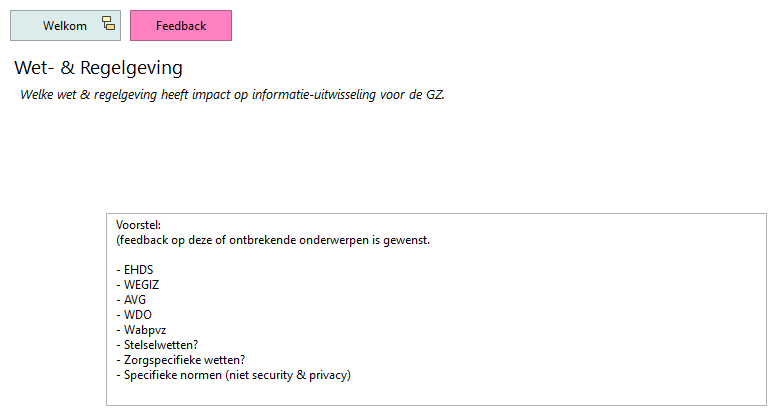 Welkom
Feedback
Wet- & Regelgeving
Welke wet & regelgeving heeft impact op informatie-uitwisseling voor de GZ.
Voorstel:
(feedback op deze of ontbrekende onderwerpen is gewenst.
- EHDS
- WEGIZ
- AVG
- WDO
- Wabpvz
- Stelselwetten?
- Zorgspecifieke wetten?
- Specifieke normen (niet security & privacy)